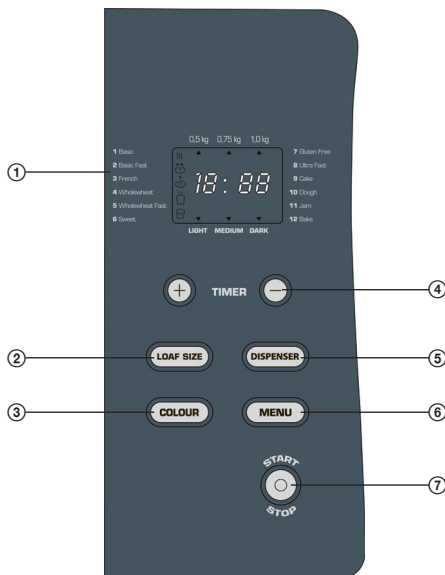 0,5 kg 0,75 kg 1,0 kg
1 Basic
2 Basic Fast
3 French
4 Wholewheat
5 Wholewheat Fast
6 Sweet
18:88
7 Gluten Free
8 Ultra Fast
9 Cake
10 Dough
11 Jam
12 Bake
LIGHT MEDIUM DARK
1
+ TIMER −
4
2
LOAF SIZE
DISPENSER
5
3
COLOUR
MENU
6
START
7
STOP